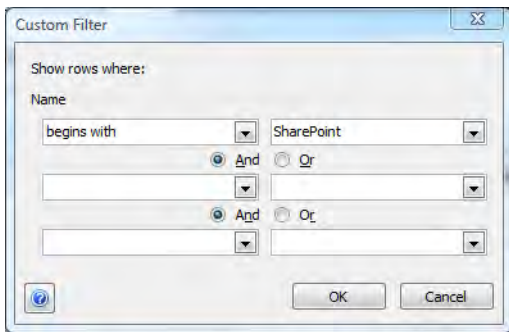 Custom Filter
Show rows where:
Name
begins with SharePoint
And Or
And Or
OK Cancel